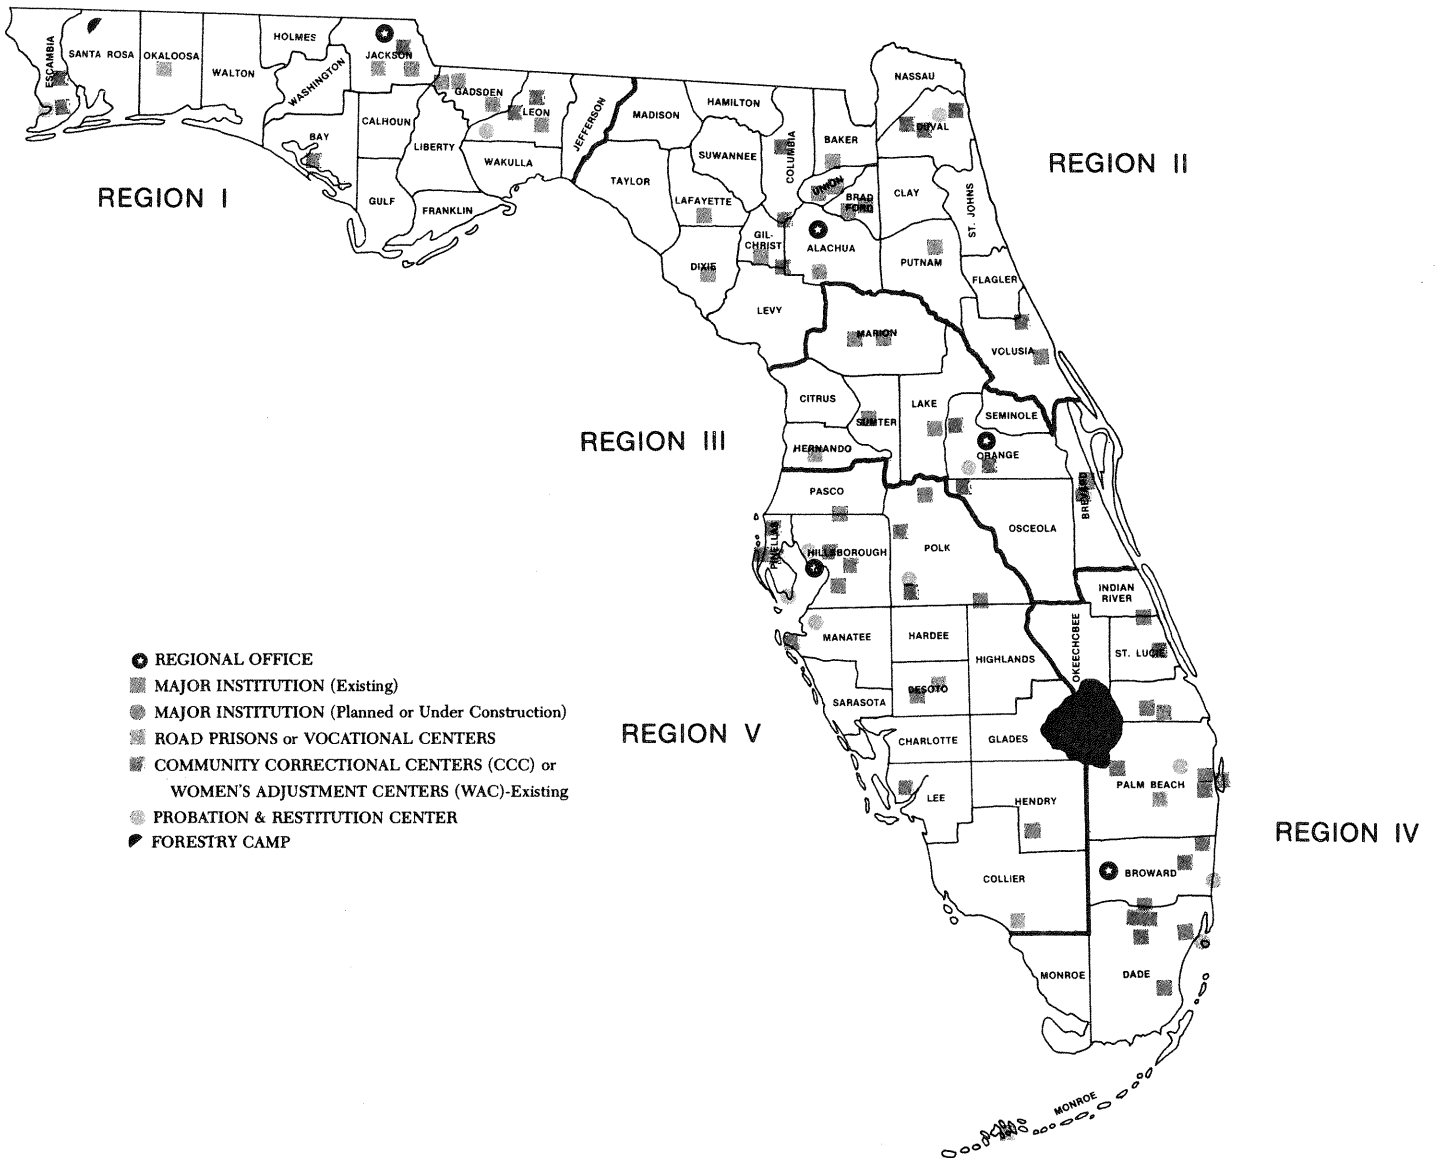 HOLMES
SANTA ROSA
OKALOOSA
ESCAMBIA
WALTON
WASHINGTON
JACKSON
BAY
CALHOUN
GULF
LIBERTY
GADSDEN
LEON
WAKULLA
FRANKLIN
JEFFERSON
REGION I
MADISON
HAMILTON
TAYLOR
SUWANNEE
LAFAYETTE
COLUMBIA
BAKER
NASSAU
DUVAL
UNION
BRAD
FORD
CLAY
ST. JOHNS
REGION II
GIL-
CHRIST
ALACHUA
PUTNAM
FLAGLER
DIXIE
LEVY
MARION
VOLUSIA
CITRUS
SUMTER
LAKE
SEMINOLE
HERNANDO
ORANGE
REGION III
PASCO
OSCEOLA
BREVARD
PINELLAS
HILLSBOROUGH
POLK
INDIAN
RIVER
MANATEE
HARDEE
HIGHLANDS
OKEECHCBEE
ST. LUCIE
SARASOTA
DESOTO
CHARLOTTE
GLADES
REGION V
LEE
HENDRY
PALM BEACH
REGION IV
COLLIER
BROWARD
MONROE
DADE
MONROE
REGIONAL OFFICE
MAJOR INSTITUTION (Existing)
MAJOR INSTITUTION (Planned or Under Construction)
ROAD PRISONS or VOCATIONAL CENTERS
COMMUNITY CORRECTIONAL CENTERS (CCC) or
WOMEN'S ADJUSTMENT CENTERS (WAC)-Existing
PROBATION & RESTITUTION CENTER
FORESTRY CAMP